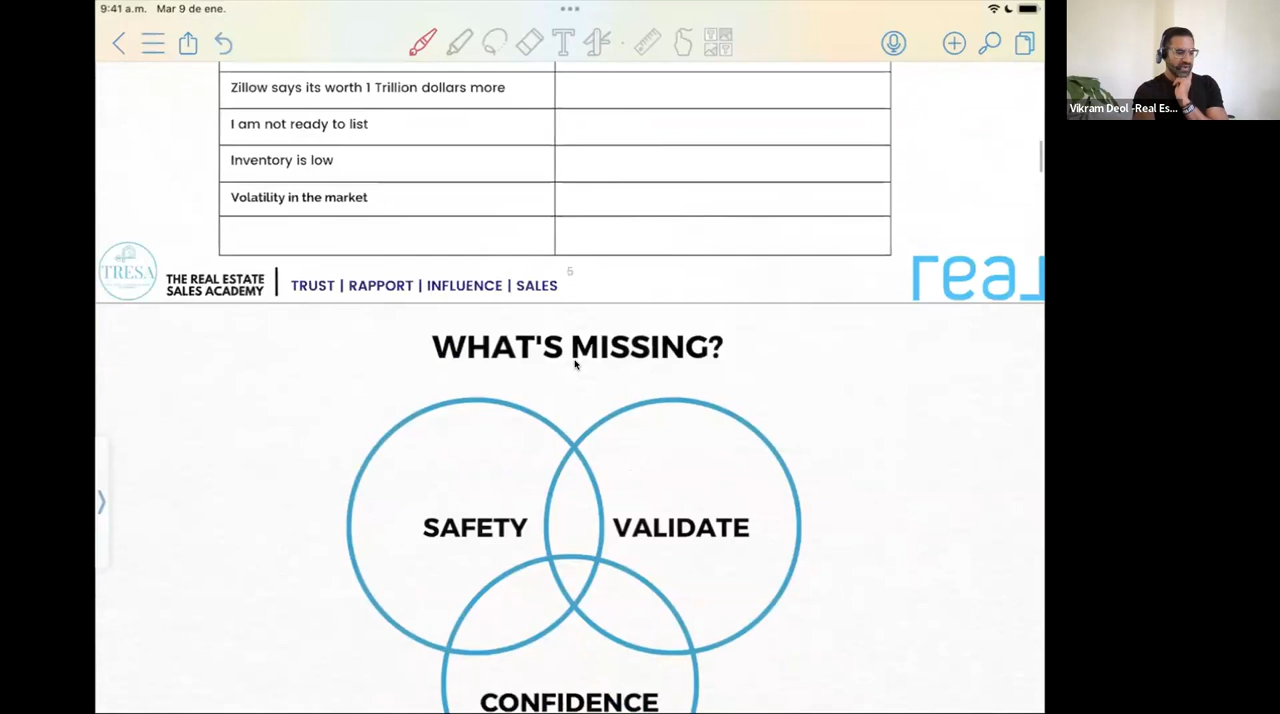 9:41 a.m. Mar 9 de ene.
Zillow says its worth 1 Trillion dollars more
I am not ready to list
Inventory is low
Volatility in the market
TRESA
THE REAL ESTATE
SALES ACADEMY
TRUST | RAPPORT | INFLUENCE | SALES
5
real
WHAT'S MISSING?
SAFETY
VALIDATE
CONFIDENCE
Vikram Deol -Real Es...